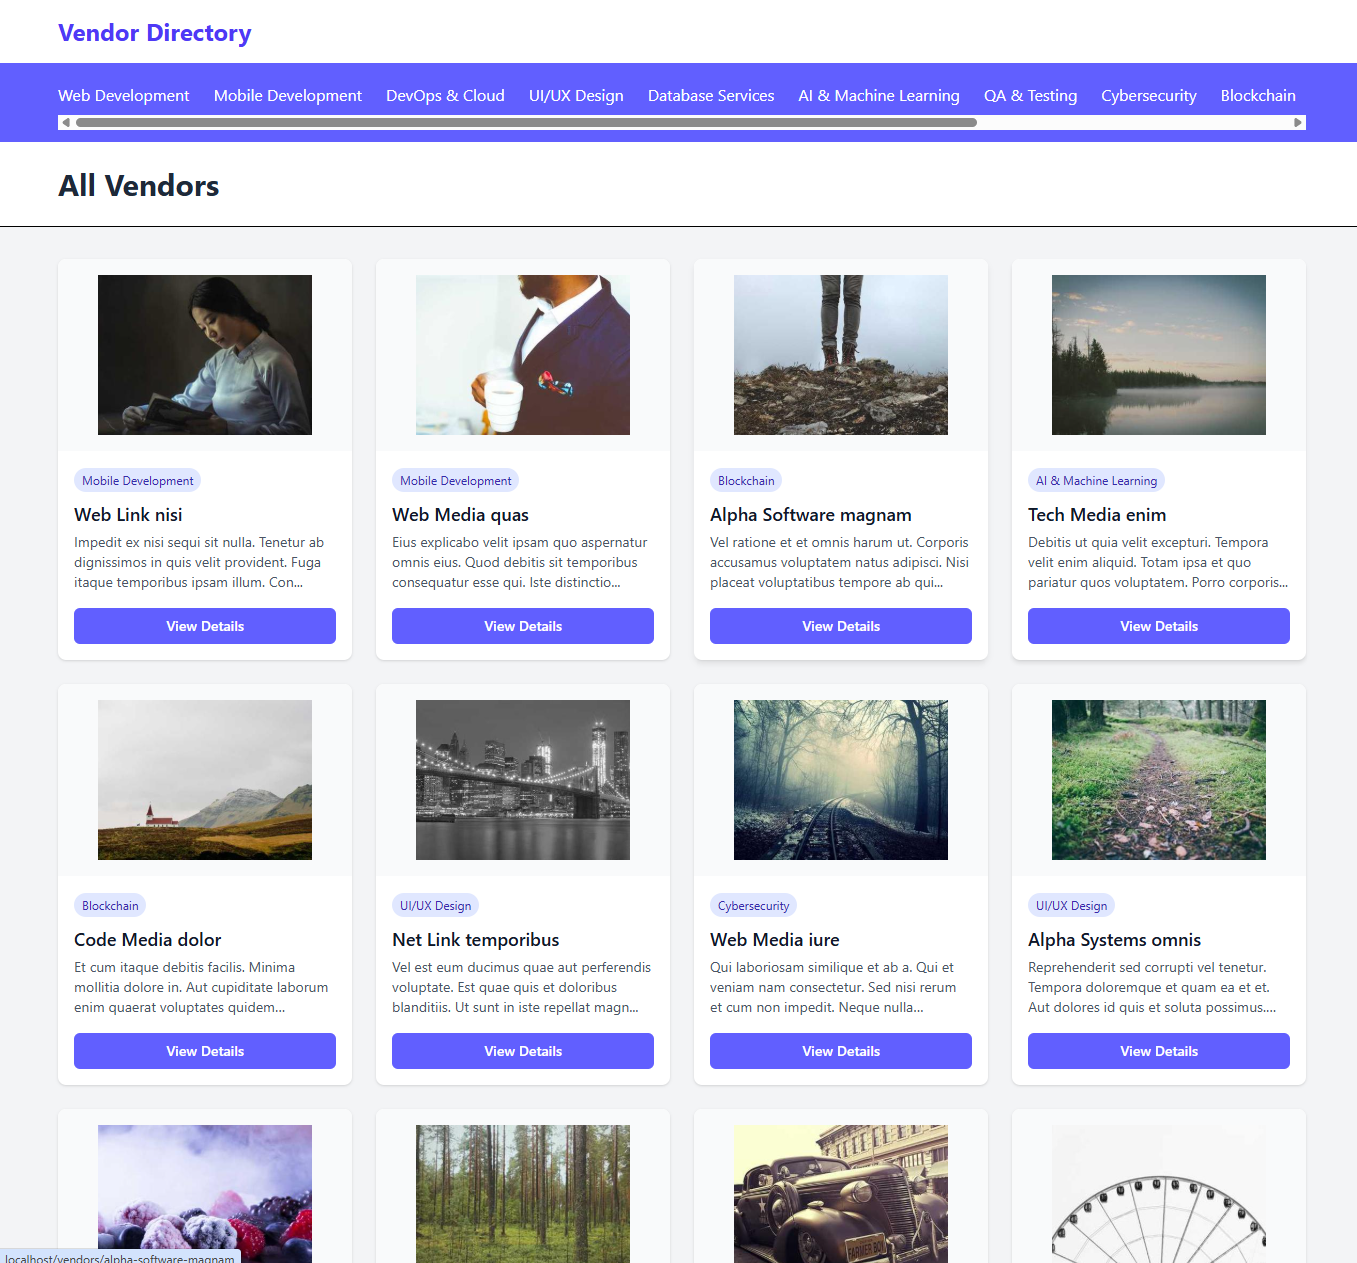 Vendor Directory
Web Development Mobile Development DevOps & Cloud UI/UX Design Database Services AI & Machine Learning QA & Testing Cybersecurity Blockchain
All Vendors
Mobile Development
Web Link nisi
Impedit ex nisi sequi sit nulla. Tenetur ab
dignissimos in quis velit provident. Fuga
itaque temporibus ipsam illum. Con...
View Details
Mobile Development
Web Media quas
Eius explicabo velit ipsam quo aspernatur
omnis eius. Quod debitis sit temporibus
consequatur esse qui. Iste distinctio...
View Details
Blockchain
Alpha Software magnam
Vel ratione et et omnis harum ut. Corporis
accusamus voluptatem natus adipisci. Nisi
placeat voluptatibus tempore ab qui...
View Details
AI & Machine Learning
Tech Media enim
Debitis ut quia velit excepturi. Tempora
velit enim aliquid. Totam ipsa et quo
pariatur quos voluptatem. Porro corporis...
View Details
Blockchain
Code Media dolor
Et cum itaque debitis facilis. Minima
mollitia dolore in. Aut cupiditate laborum
enim quaerat voluptates quidem...
View Details
UI/UX Design
Net Link temporibus
Vel est eum ducimus quae aut perferendis
voluptate. Est quae quis et doloribus
blanditiis. Ut sunt in iste repellat magn...
View Details
Cybersecurity
Web Media iure
Qui laboriosam similique et ab a. Qui et
veniam nam consectetur. Sed nisi rerum
et cum non impedit. Neque nulla...
View Details
UI/UX Design
Alpha Systems omnis
Reprehenderit sed corrupti vel tenetur.
Tempora doloremque et quam ea et et.
Aut dolores id quis et soluta possimus....
View Details
FARMER BOY
localhost/vendors/alpha-software-magnam